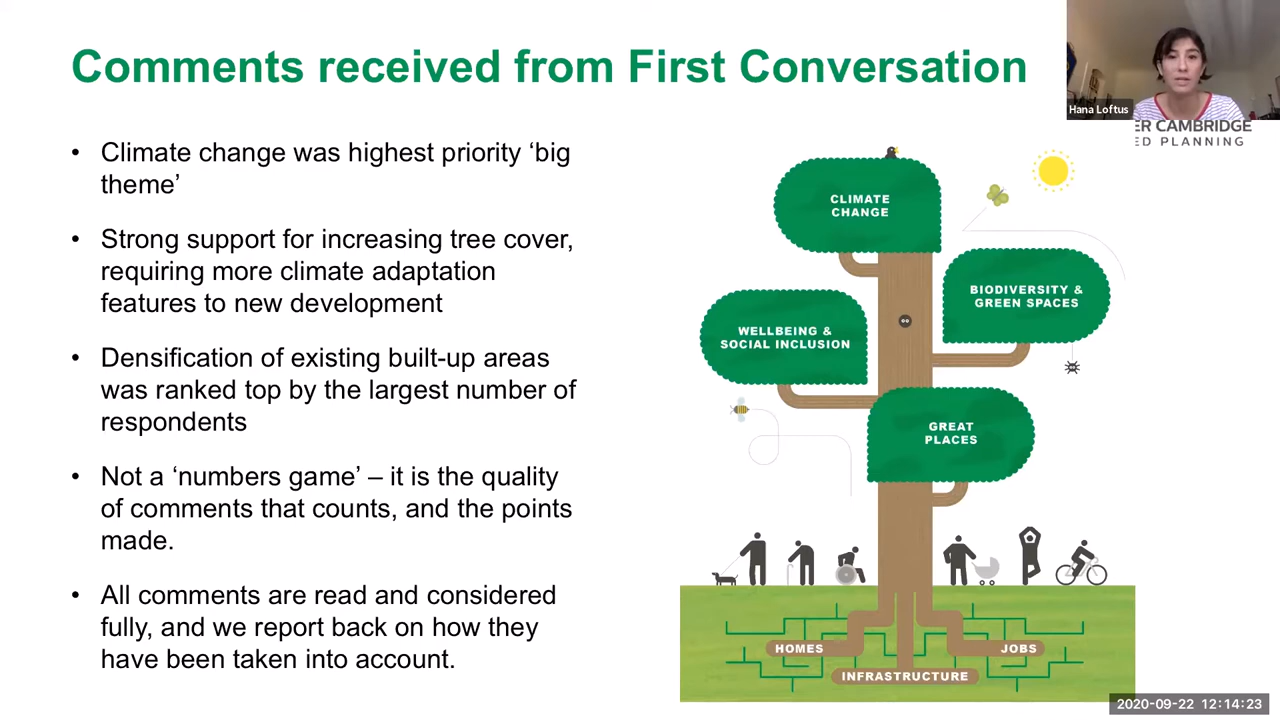 Comments received from First Conversation
Hana Loftus
ER CAMBRIDGE
ED PLANNING
• Climate change was highest priority ‘big
theme’
• Strong support for increasing tree cover,
requiring more climate adaptation
features to new development
• Densification of existing built-up areas
was ranked top by the largest number of
respondents
• Not a ‘numbers game’ – it is the quality
of comments that counts, and the points
made.
• All comments are read and considered
fully, and we report back on how they
have been taken into account.
CLIMATE
CHANGE
BIODIVERSITY &
GREEN SPACES
WELLBEING &
SOCIAL INCLUSION
GREAT
PLACES
HOMES
JOBS
INFRASTRUCTURE
2020-09-22 12:14:23